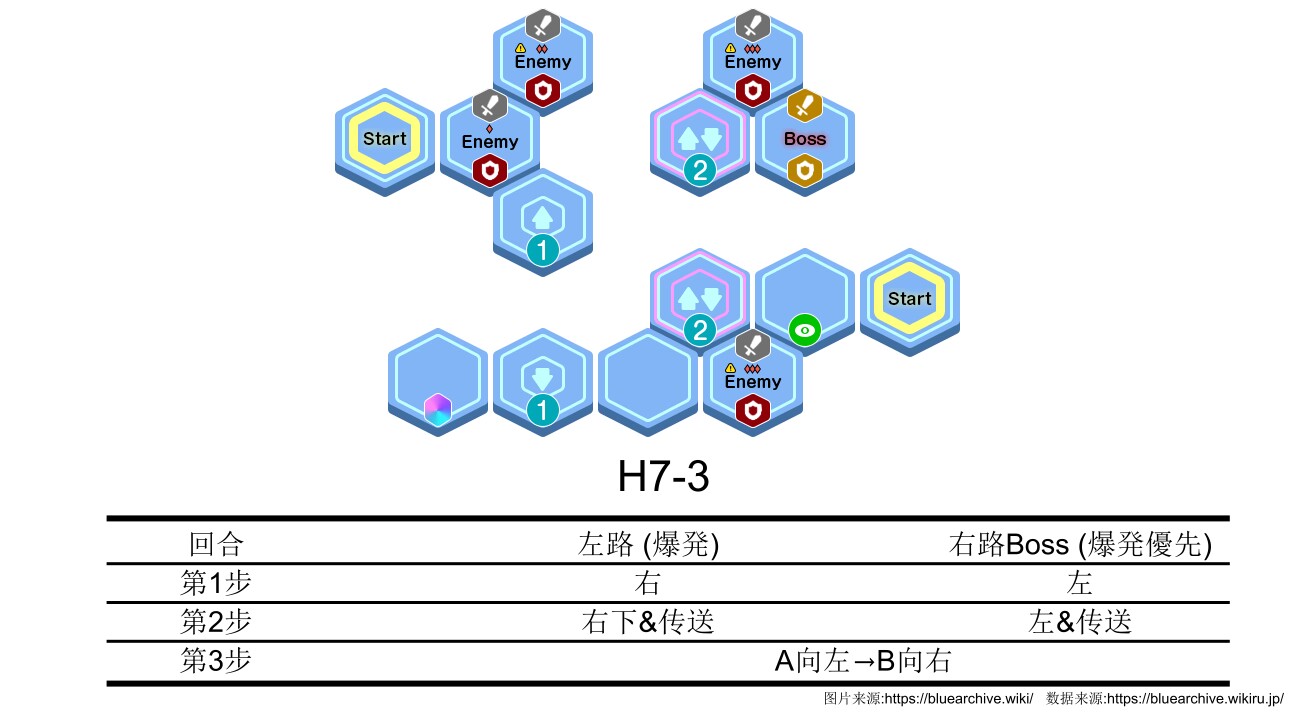 Enemy
Enemy
Start
Enemy
2
Boss
1
2
Start
1
Enemy
H7-3
回合 左路 (爆発) 右路Boss (爆発優先)
第1步 右 左
第2步 右下&传送 左&传送
第3步 A向左→B向右
图片来源:https://bluearchive.wiki/ 数据来源:https://bluearchive.wikiru.jp/